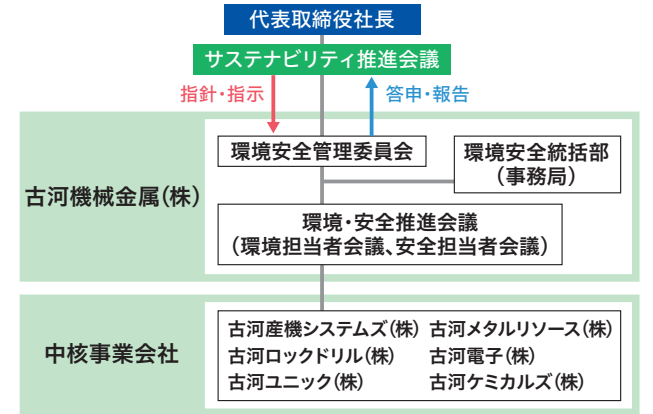 代表取締役社長
サステナビリティ推進会議
指針・指示
答申・報告
古河機械金属(株)
環境安全管理委員会
環境安全統括部
(事務局)
環境・安全推進会議
(環境担当者会議、安全担当者会議)
中核事業会社
古河産機システムズ(株) 古河メタルリソース(株)
古河ロックドリル(株) 古河電子(株)
古河ユニック(株) 古河ケミカルズ(株)